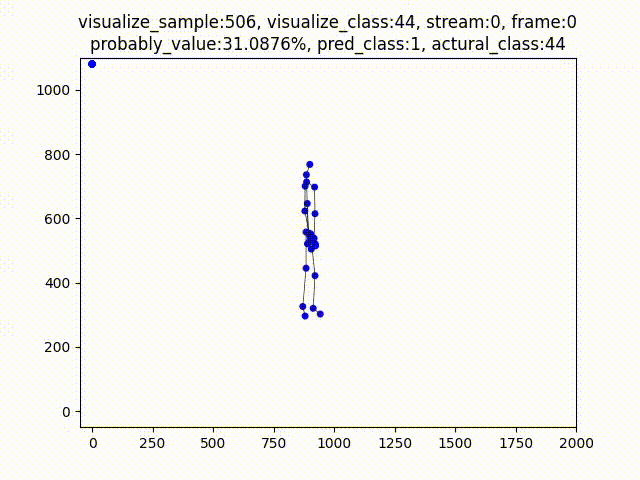 visualize_sample:506, visualize_class:44, stream:0, frame:0
probably_value:31.0876%, pred_class:1, actural_class:44
1000
800
600
400
200
0
0 250 500 750 1000 1250 1500 1750 2000